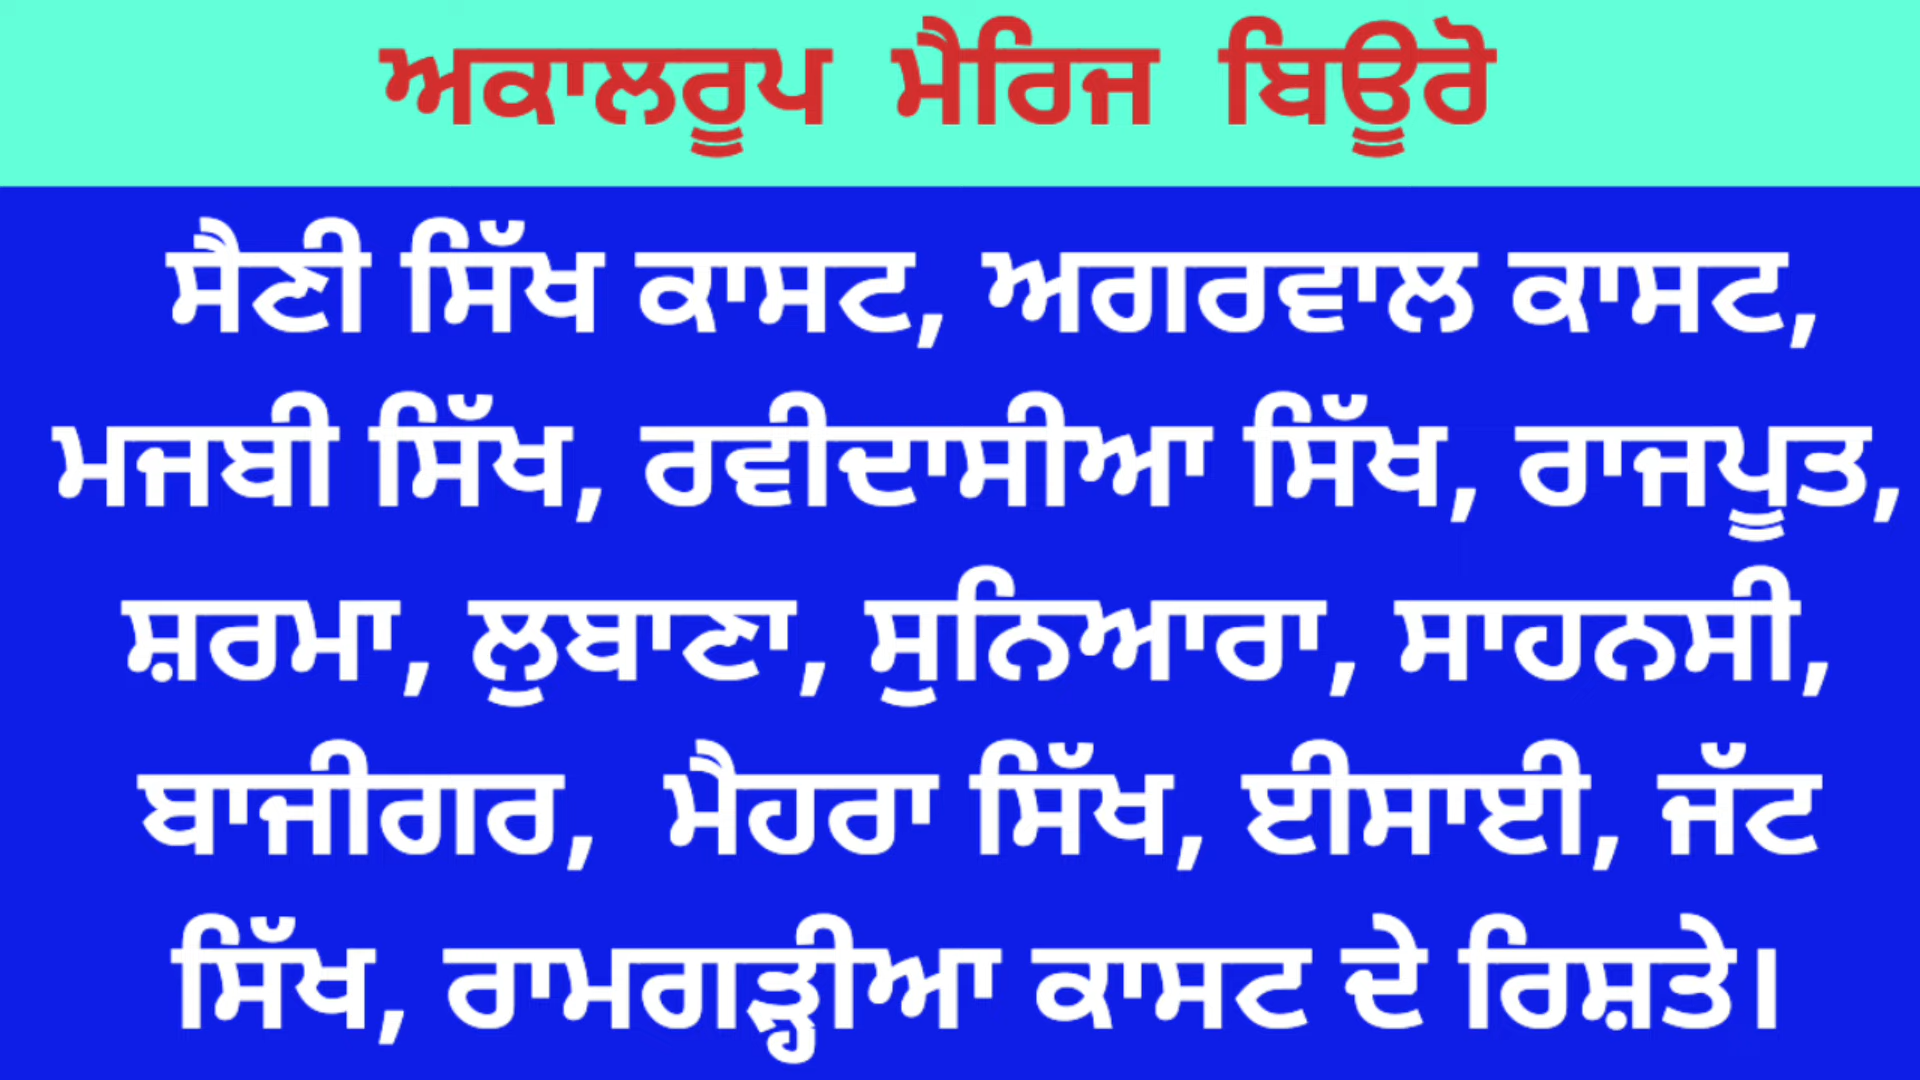 ਅਕਾਲਰੂਪ ਮੈਰਿਜ ਬਿਊਰੋ
ਸੈਣੀ ਸਿੱਖ ਕਾਸਟ, ਅਗਰਵਾਲ ਕਾਸਟ,
ਮਜਬੀ ਸਿੱਖ, ਰਵੀਦਾਸੀਆ ਸਿੱਖ, ਰਾਜਪੂਤ,
ਸ਼ਰਮਾ, ਲੁਬਾਣਾ, ਸੁਨਿਆਰਾ, ਸਾਹਨਸੀ,
ਬਾਜੀਗਰ, ਮੈਹਰਾ ਸਿੱਖ, ਈਸਾਈ, ਜੱਟ
ਸਿੱਖ, ਰਾਮਗੜ੍ਹੀਆ ਕਾਸਟ ਦੇ ਰਿਸ਼ਤੇ।